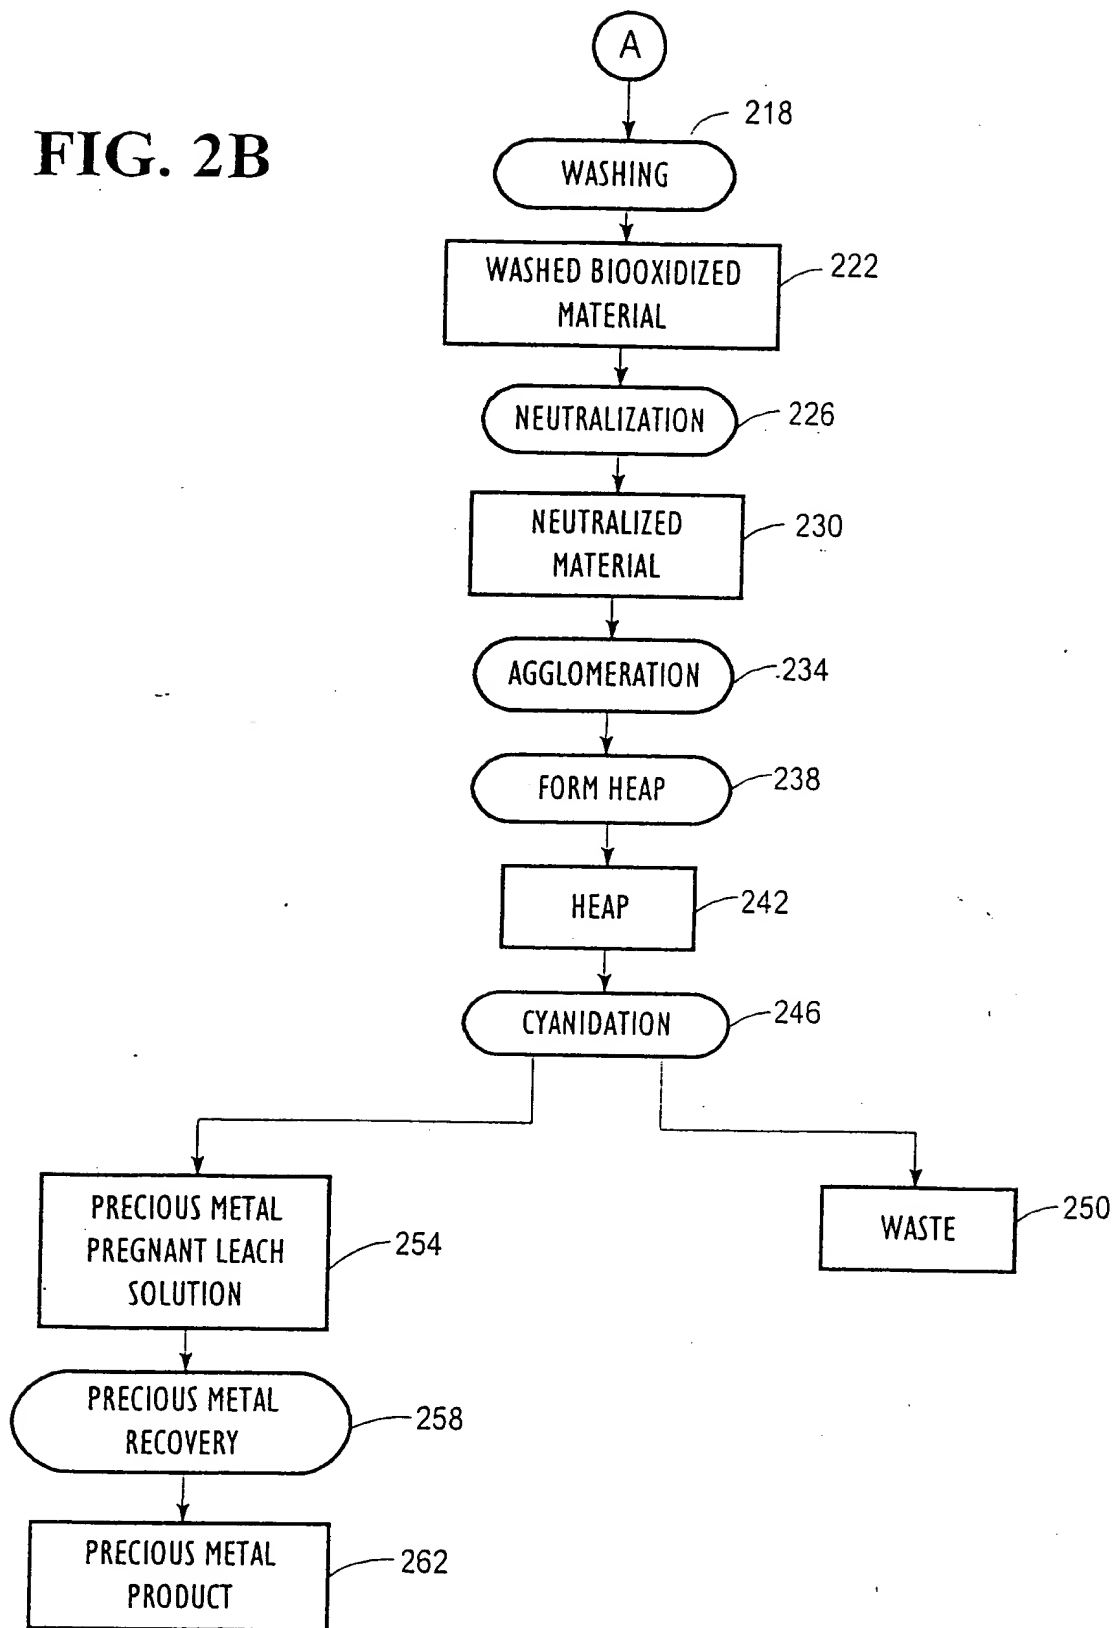 A
218
FIG. 2B
WASHING
WASHED BIOOXIDIZED
MATERIAL
222
NEUTRALIZATION
226
NEUTRALIZED
MATERIAL
230
AGGLOMERATION
234
FORM HEAP
238
HEAP
242
CYANIDATION
246
PRECIOUS METAL
PREGNANT LEACH
SOLUTION
254
WASTE
250
PRECIOUS METAL
RECOVERY
258
PRECIOUS METAL
PRODUCT
262